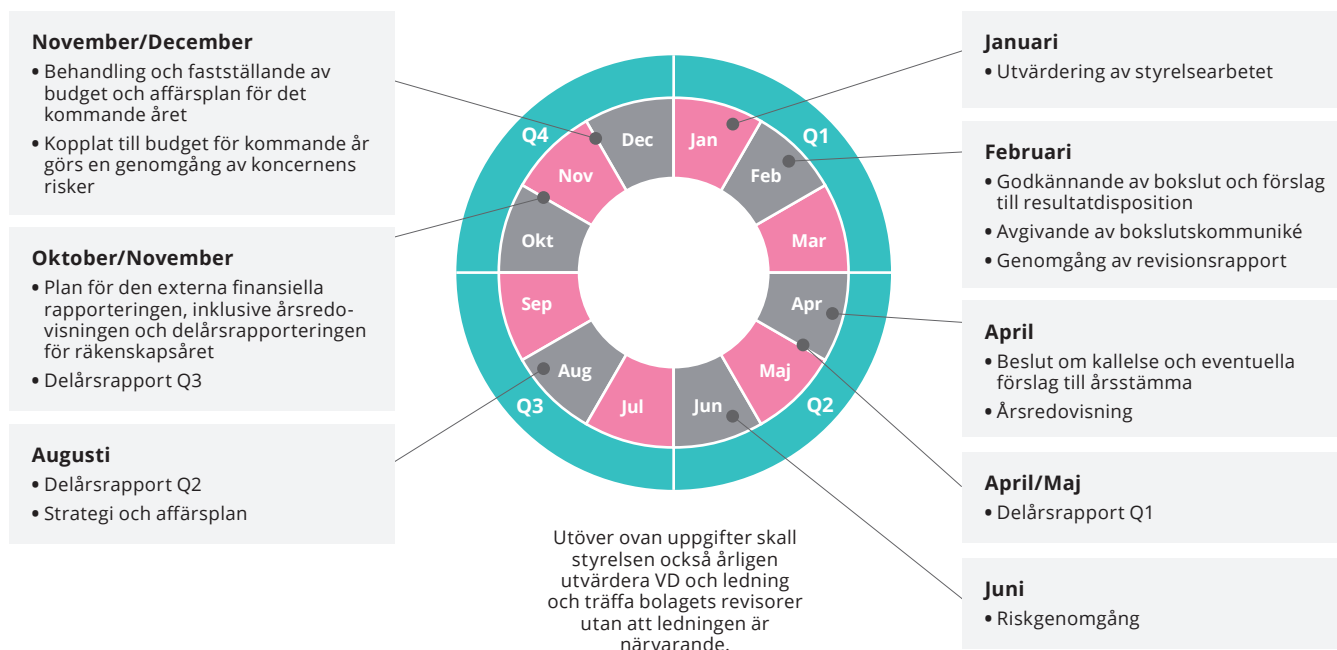 November/December
• Behandling och fastställande av
budget och affärsplan för det
kommande året
• Kopplat till budget för kommande år
görs en genomgång av koncernens
risker
Oktober/November
• Plan för den externa finansiella
rapporteringen, inklusive årsredo-
visningen och delårsrapporteringen
för räkenskapsåret
• Delårsrapport Q3
Augusti
• Delårsrapport Q2
• Strategi och affärsplan
Q4
Q1
Q3
Q2
Dec
Jan
Nov
Feb
Okt
Mar
Sep
Apr
Aug
Maj
Jul
Jun
Utöver ovan uppgifter skall
styrelsen också årligen
utvärdera VD och ledning
och träffa bolagets revisorer
utan att ledningen är
närvarande.
Januari
• Utvärdering av styrelsearbetet
Februari
• Godkännande av bokslut och förslag
till resultatdisposition
• Avgivande av bokslutskommuniké
• Genomgång av revisionsrapport
April
• Beslut om kallelse och eventuella
förslag till årsstämma
• Årsredovisning
April/Maj
• Delårsrapport Q1
Juni
• Riskgenomgång